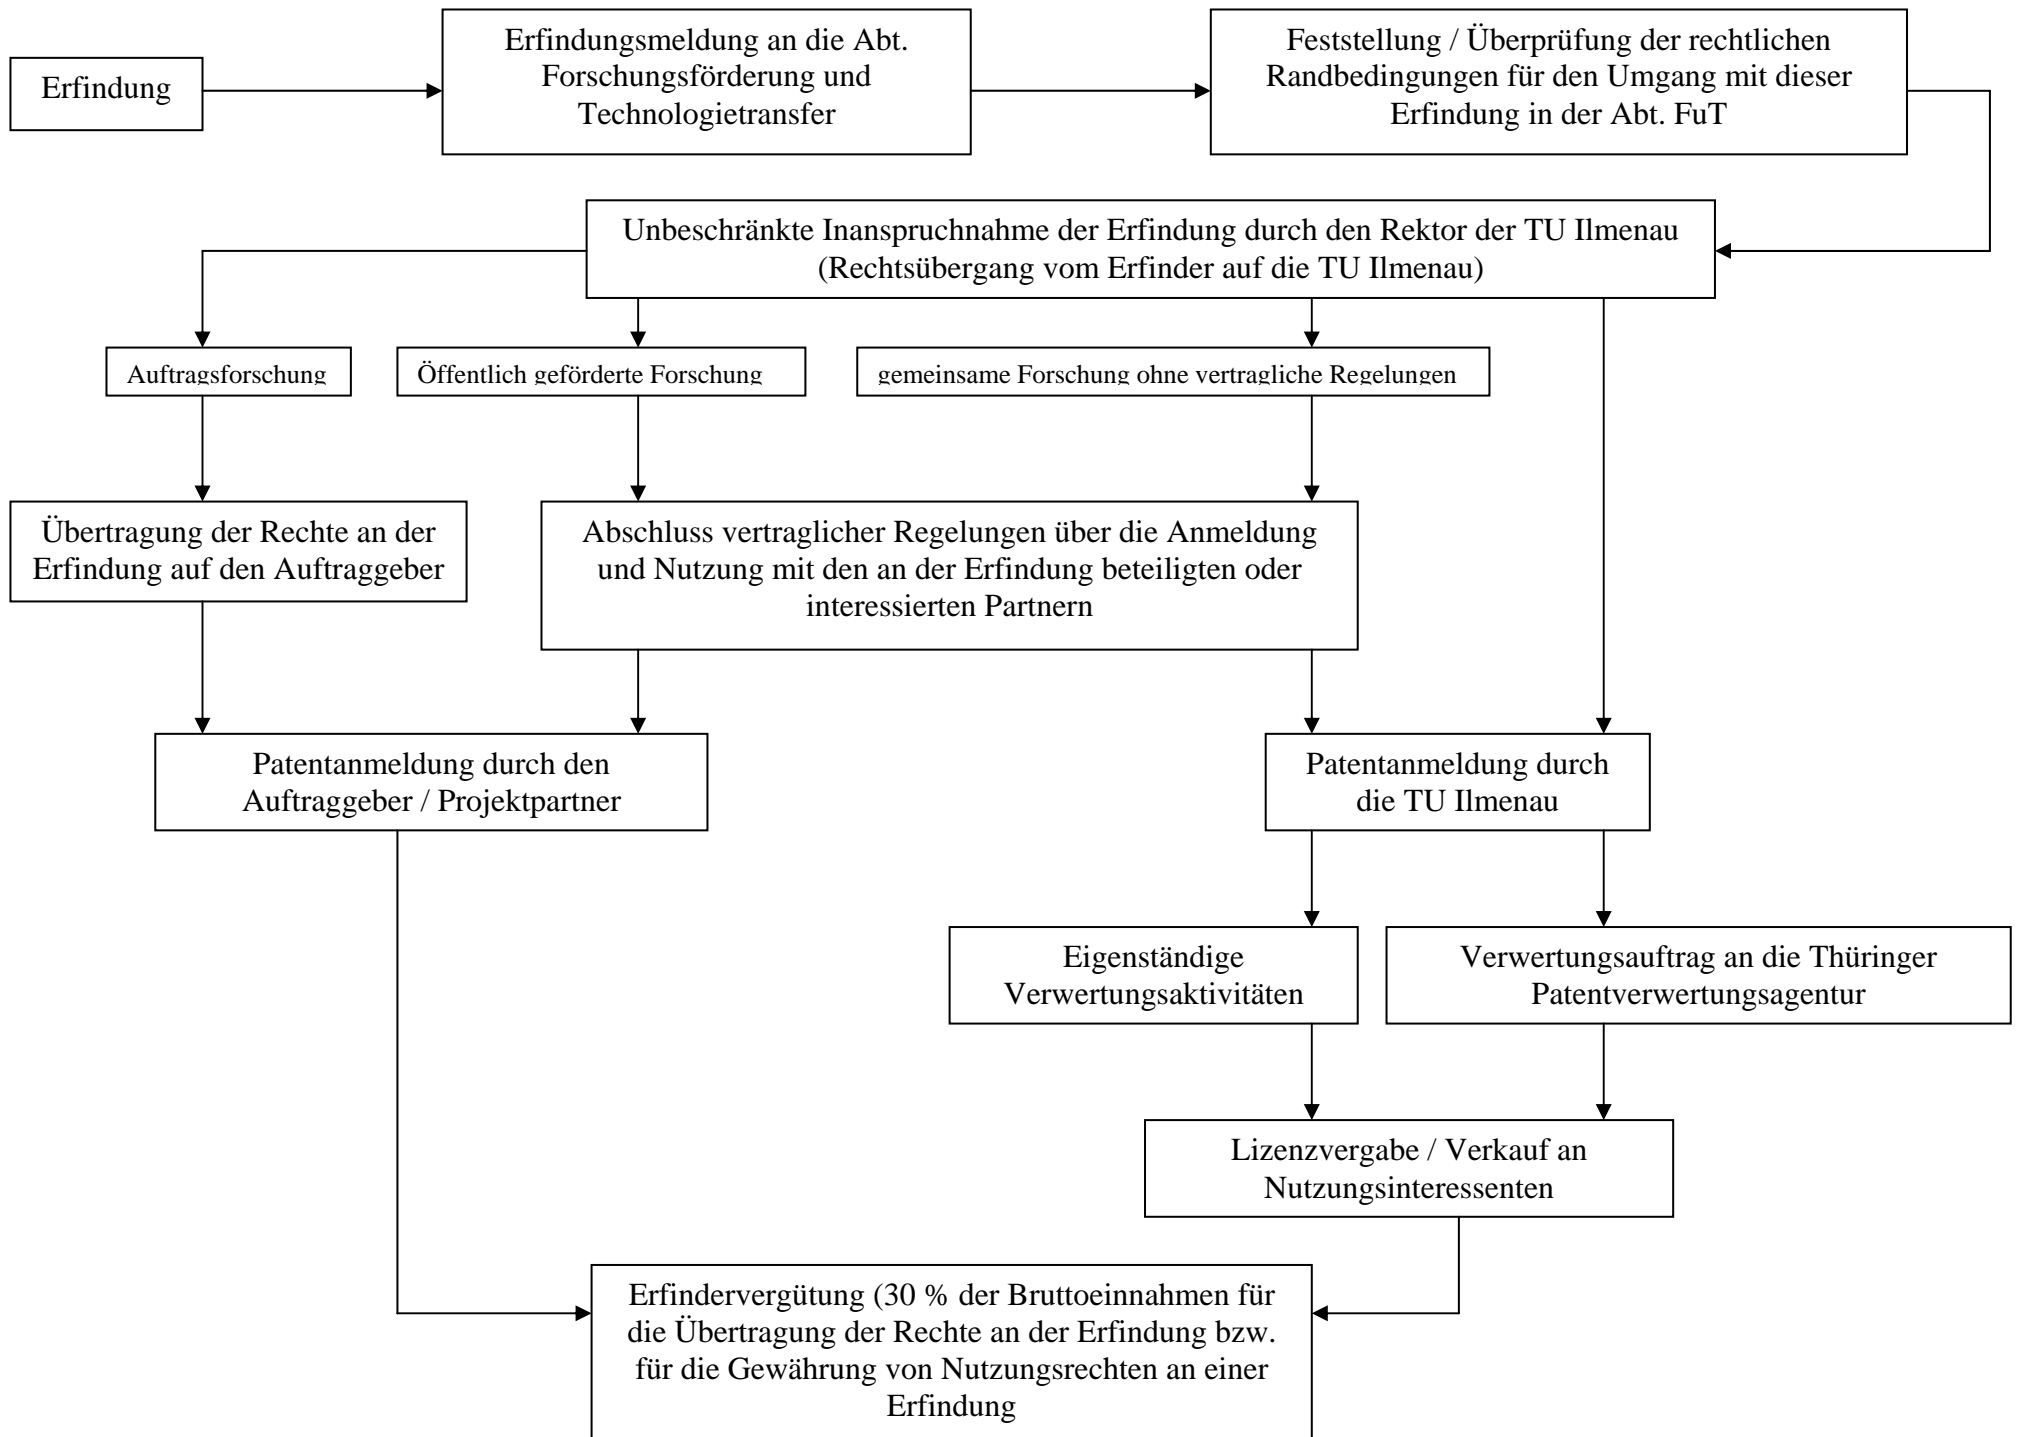 Erfindung
Erfindungsmeldung an die Abt.
Forschungsförderung und
Technologietransfer
Feststellung / Überprüfung der rechtlichen
Randbedingungen für den Umgang mit dieser
Erfindung in der Abt. FuT
Unbeschränkte Inanspruchnahme der Erfindung durch den Rektor der TU Ilmenau
(Rechtsübergang vom Erfinder auf die TU Ilmenau)
Auftragsforschung
Öffentlich geförderte Forschung
gemeinsame Forschung ohne vertragliche Regelungen
Übertragung der Rechte an der
Erfindung auf den Auftraggeber
Abschluss vertraglicher Regelungen über die Anmeldung
und Nutzung mit den an der Erfindung beteiligten oder
interessierten Partnern
Patentanmeldung durch den
Auftraggeber / Projektpartner
Patentanmeldung durch
die TU Ilmenau
Eigenständige
Verwertungsaktivitäten
Verwertungsauftrag an die Thüringer
Patentverwertungsagentur
Lizenzvergabe / Verkauf an
Nutzungsinteressenten
Erfindervergütung (30 % der Bruttoeinnahmen für
die Übertragung der Rechte an der Erfindung bzw.
für die Gewährung von Nutzungsrechten an einer
Erfindung